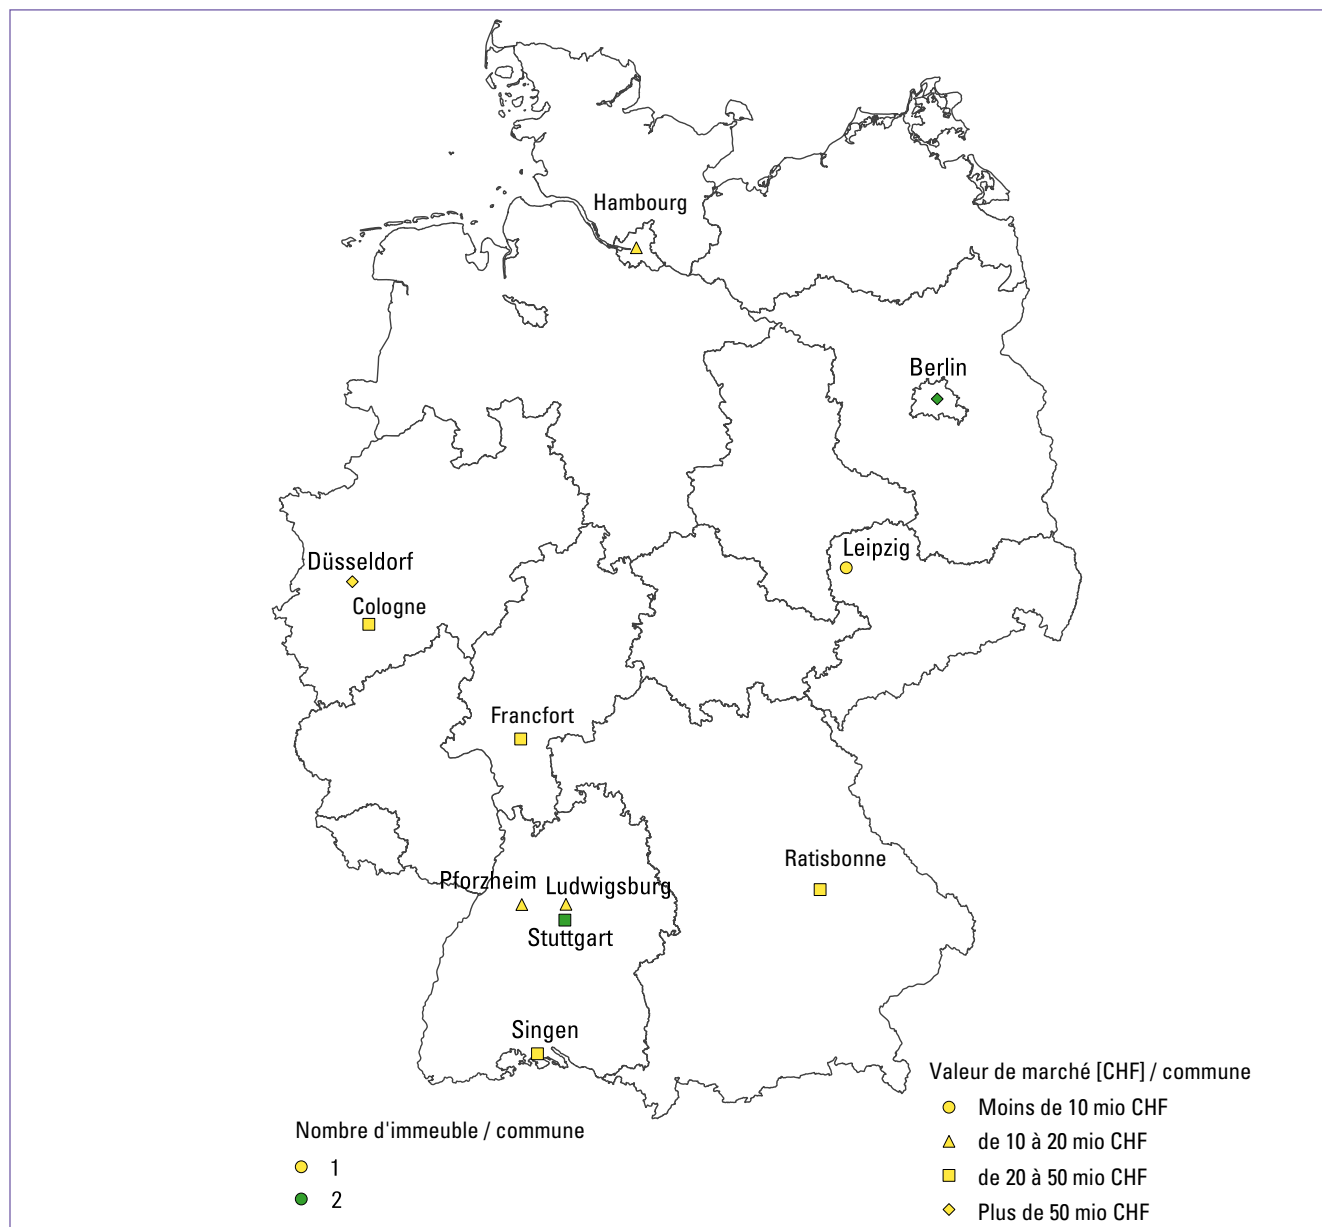 Hambourg
Berlin
Leipzig
Düsseldorf
Cologne
Francfort
Ratisbonne
Pforzheim
Ludwigsburg
Stuttgart
Singen
Valeur de marché [CHF] / commune
Moins de 10 mio CHF
de 10 à 20 mio CHF
de 20 à 50 mio CHF
Plus de 50 mio CHF
Nombre d'immeuble / commune
1
2